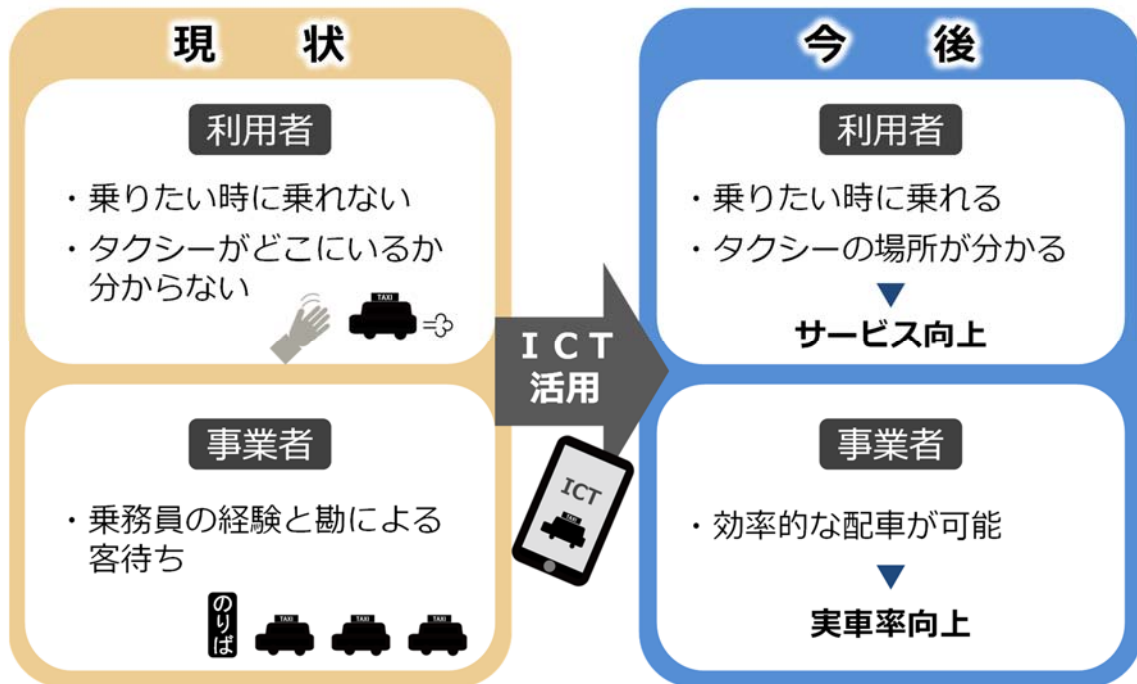 現 状
利用者
・乗りたい時に乗れない
・タクシーがどこにいるか
分からない
TAXI
事業者
・乗務員の経験と勘による
客待ち
のりば
TAXI
TAXI
TAXI
ICT
活用
ICT
今 後
利用者
・乗りたい時に乗れる
・タクシーの場所が分かる
▼
サービス向上
事業者
・効率的な配車が可能
▼
実車率向上